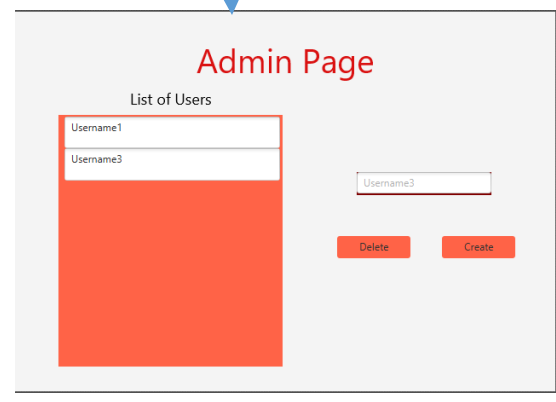 Admin Page
List of Users
Username1
Username3
Username3
Delete
Create